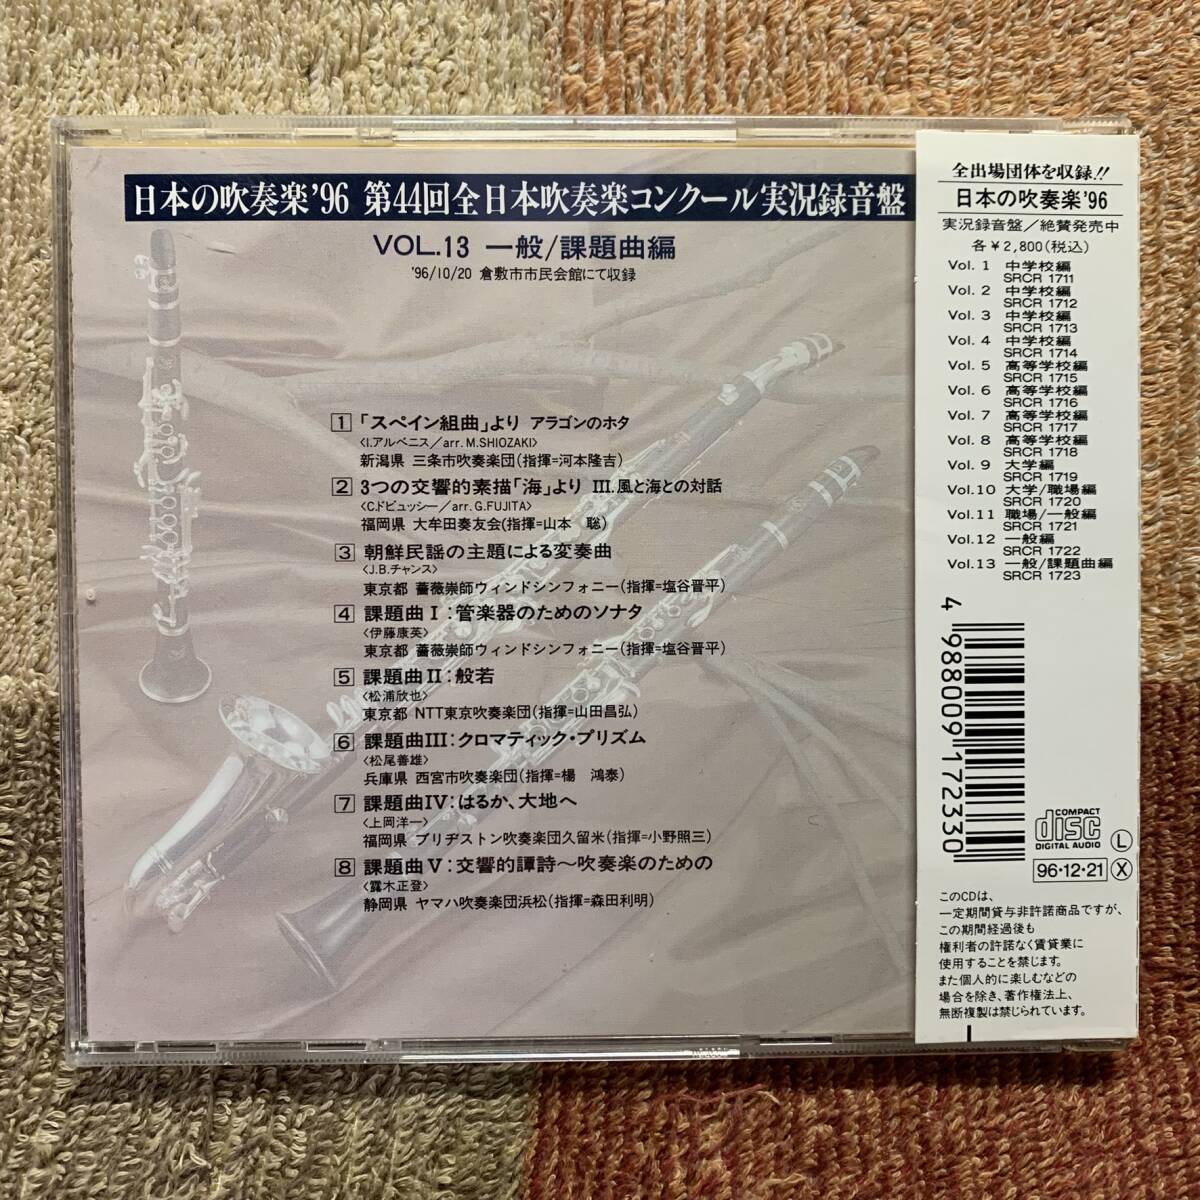 日本の吹奏楽'96 第44回全日本吹奏楽コンクール実況録音盤
VOL.13 一般/課題曲編
'96/10/20 倉敷市市民会館にて収録
1 「スペイン組曲」より アラゴンのホタ
〈I.アルベニス/arr. M.SHIOZAKI〉
新潟県 三条市吹奏楽団(指揮=河本隆吉)
2 3つの交響的素描「海」より III.風と海との対話
〈C.ドビュッシー/arr. G.FUJITA〉
福岡県 大牟田奏友会(指揮=山本 聡)
3 朝鮮民謡の主題による変奏曲
〈J.B.チャンス〉
東京都 薔薇崇師ウィンドシンフォニー(指揮=塩谷晋平)
4 課題曲 I:管楽器のためのソナタ
〈伊藤康英〉
東京都 薔薇崇師ウィンドシンフォニー(指揮=塩谷晋平)
5 課題曲 II:般若
〈松浦欣也〉
東京都 NTT東京吹奏楽団(指揮=山田昌弘)
6 課題曲III:クロマティック・プリズム
〈松尾善雄〉
兵庫県 西宮市吹奏楽団(指揮=楊 鴻泰)
7 課題曲IV:はるか、大地へ
〈上岡洋一〉
福岡県 ブリヂストン吹奏楽団久留米(指揮=小野照三)
8 課題曲 V:交響的譚詩〜吹奏楽のための
〈露木正登〉
静岡県 ヤマハ吹奏楽団浜松(指揮=森田利明)
全出場団体を収録!!
日本の吹奏楽'96
実況録音盤/絶賛発売中
各¥2,800(税込)
Vol. 1 中学校編
SRCR 1711
Vol. 2 中学校編
SRCR 1712
Vol. 3 中学校編
SRCR 1713
Vol. 4 中学校編
SRCR 1714
Vol. 5 高等学校編
SRCR 1715
Vol. 6 高等学校編
SRCR 1716
Vol. 7 高等学校編
SRCR 1717
Vol. 8 高等学校編
SRCR 1718
Vol. 9 大学編
SRCR 1719
Vol.10 大学/職場編
SRCR 1720
Vol.11 職場/一般編
SRCR 1721
Vol.12 一般編
SRCR 1722
Vol.13 一般/課題曲編
SRCR 1723
4 988009 172330
COMPACT
disc
DIGITAL AUDIO
L
96・12・21 X
このCDは、
一定期間貸与非許諾商品ですが、
この期間経過後も
権利者の許諾なく賃貸業に
使用することを禁じます。
また個人的に楽しむなどの
場合を除き、著作権法上、
無断複製は禁じられています。